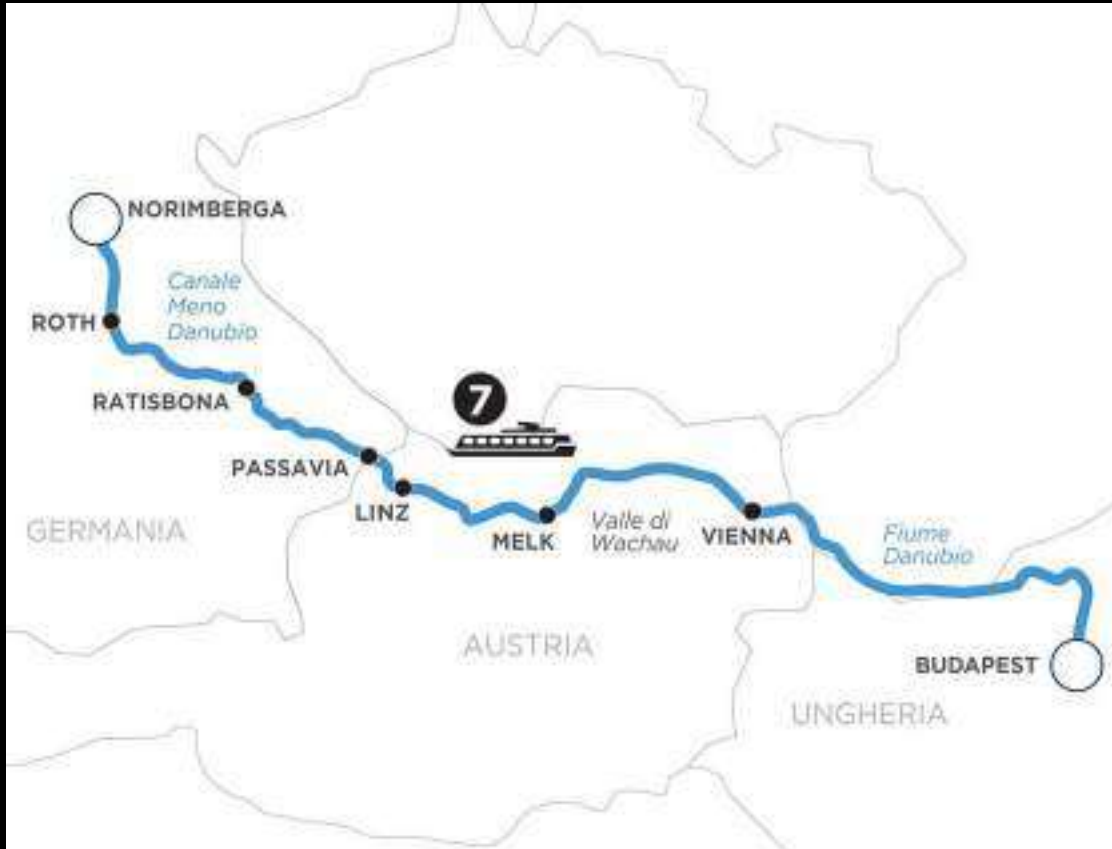 NORIMBERGA
Canale
Meno
Danubio
ROTH
RATISBONA
7
PASSAVIA
LINZ
MELK
Valle di
Wachau
VIENNA
Fiume
Danubio
GERMANIA
AUSTRIA
BUDAPEST
UNGHERIA